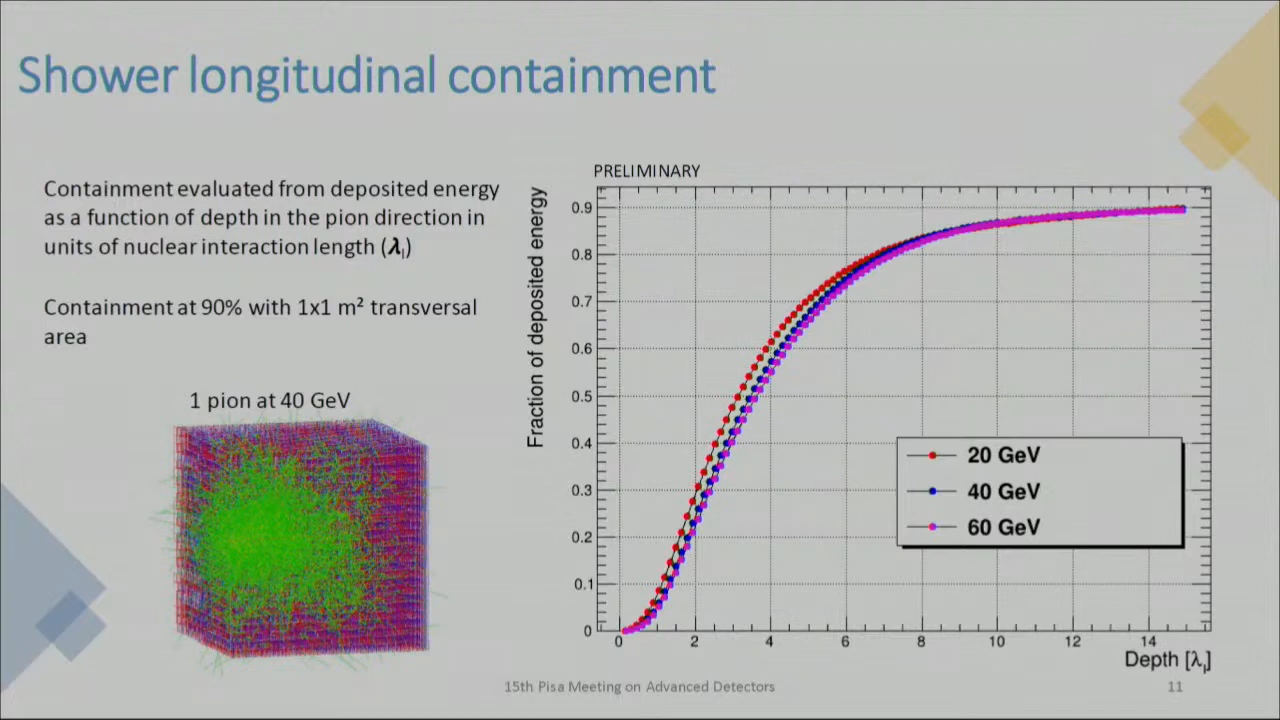 Shower longitudinal containment
Containment evaluated from deposited energy
as a function of depth in the pion direction in
units of nuclear interaction length (λI)
Containment at 90% with 1x1 m² transversal
area
1 pion at 40 GeV
PRELIMINARY
Fraction of deposited energy
0.9
0.8
0.7
0.6
0.5
0.4
0.3
0.2
0.1
0
0 2 4 6 8 10 12 14
Depth [λI]
20 GeV
40 GeV
60 GeV
15th Pisa Meeting on Advanced Detectors
11